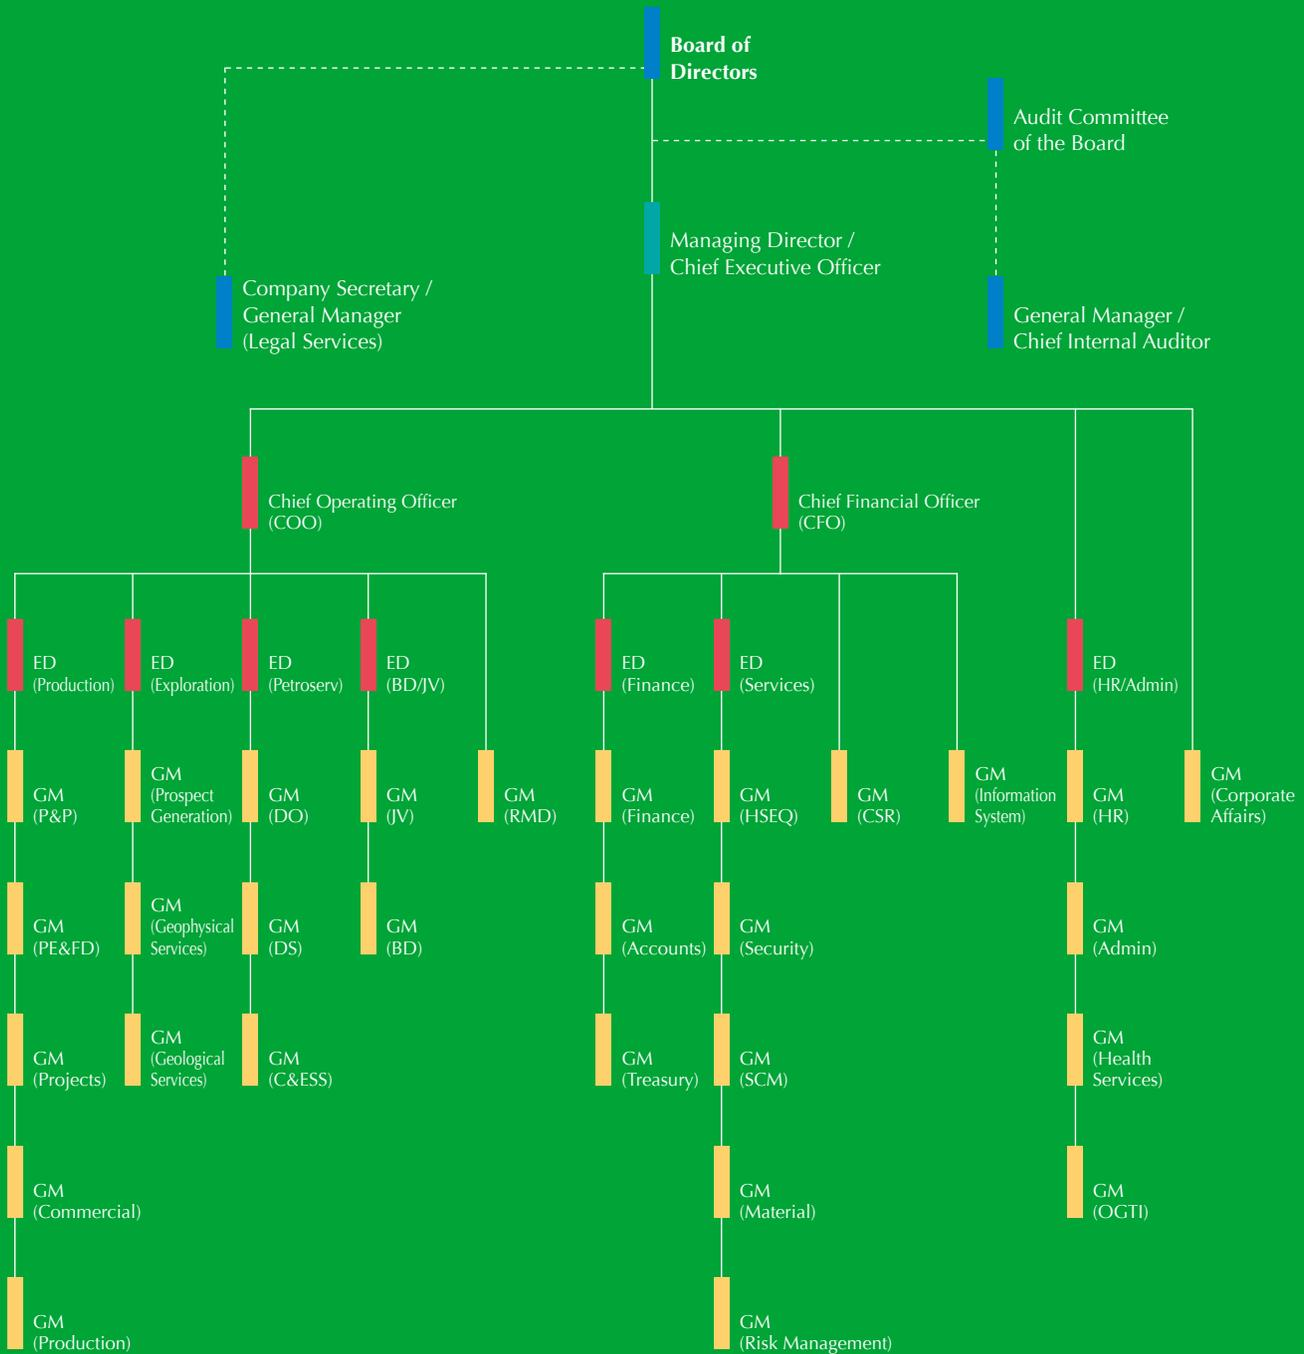 Board of
Directors
Audit Committee
of the Board
Managing Director /
Chief Executive Officer
Company Secretary /
General Manager
(Legal Services)
General Manager /
Chief Internal Auditor
Chief Operating Officer
(COO)
Chief Financial Officer
(CFO)
ED
(Production)
ED
(Exploration)
ED
(Petroserv)
ED
(BD/JV)
ED
(Finance)
ED
(Services)
ED
(HR/Admin)
GM
(P&P)
GM
(Prospect
Generation)
GM
(DO)
GM
(JV)
GM
(RMD)
GM
(Finance)
GM
(HSEQ)
GM
(CSR)
GM
(Information
System)
GM
(HR)
GM
(Corporate
Affairs)
GM
(PE&FD)
GM
(Geophysical
Services)
GM
(DS)
GM
(BD)
GM
(Accounts)
GM
(Security)
GM
(Admin)
GM
(Projects)
GM
(Geological
Services)
GM
(C&ESS)
GM
(Treasury)
GM
(SCM)
GM
(Health
Services)
GM
(Commercial)
GM
(Material)
GM
(OGTI)
GM
(Production)
GM
(Risk Management)